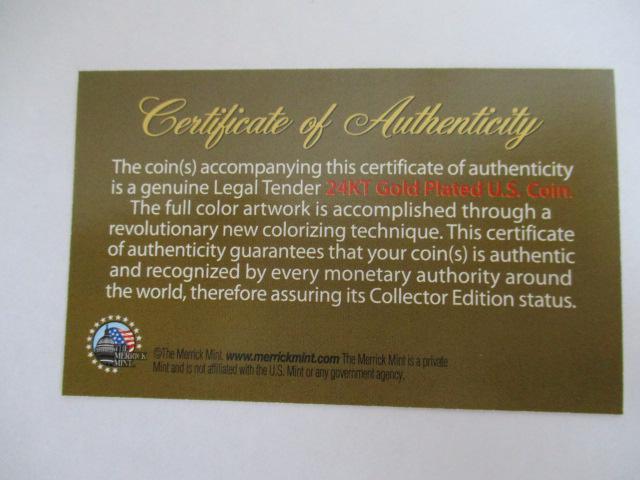 Certificate of Authenticity
The coin(s) accompanying this certificate of authenticity
is a genuine Legal Tender 24KT Gold Plated U.S. Coin.
The full color artwork is accomplished through a
revolutionary new colorizing technique. This certificate
of authenticity guarantees that your coin(s) is authentic
and recognized by every monetary authority around
the world, therefore assuring its Collector Edition status.
THE
MERRICK
MINT
©The Merrick Mint. www.merrickmint.com The Merrick Mint is a private
Mint and is not affiliated with the U.S. Mint or any government agency.